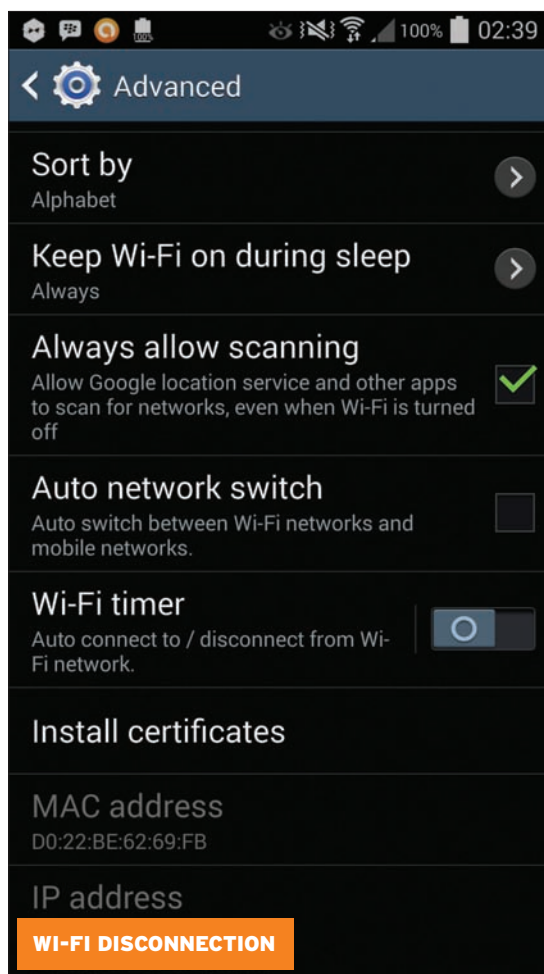 100% 100% 02:39
Advanced
Sort by
Alphabet
Keep Wi-Fi on during sleep
Always
Always allow scanning
Allow Google location service and other apps
to scan for networks, even when Wi-Fi is turned
off
Auto network switch
Auto switch between Wi-Fi networks and
mobile networks.
Wi-Fi timer
Auto connect to / disconnect from Wi-
Fi network.
Install certificates
MAC address
D0:22:BE:62:69:FB
IP address
WI-FI DISCONNECTION